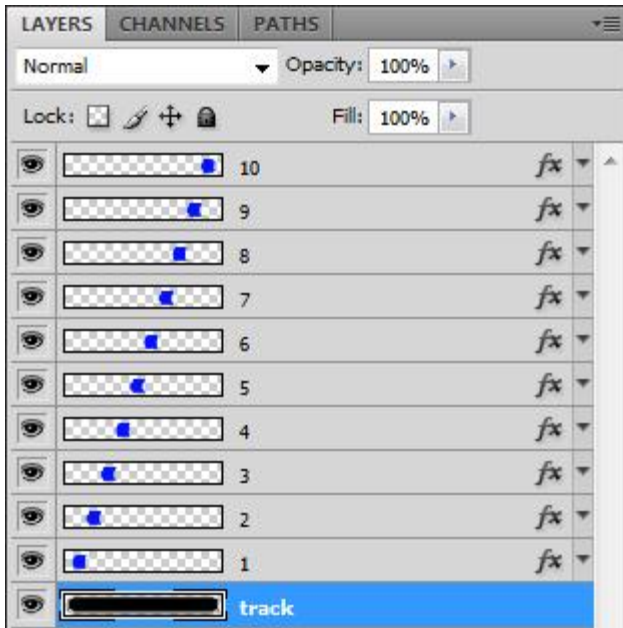 LAYERS CHANNELS PATHS
Normal Opacity: 100%
Lock: Fill: 100%
10 fx
9 fx
8 fx
7 fx
6 fx
5 fx
4 fx
3 fx
2 fx
1 fx
track